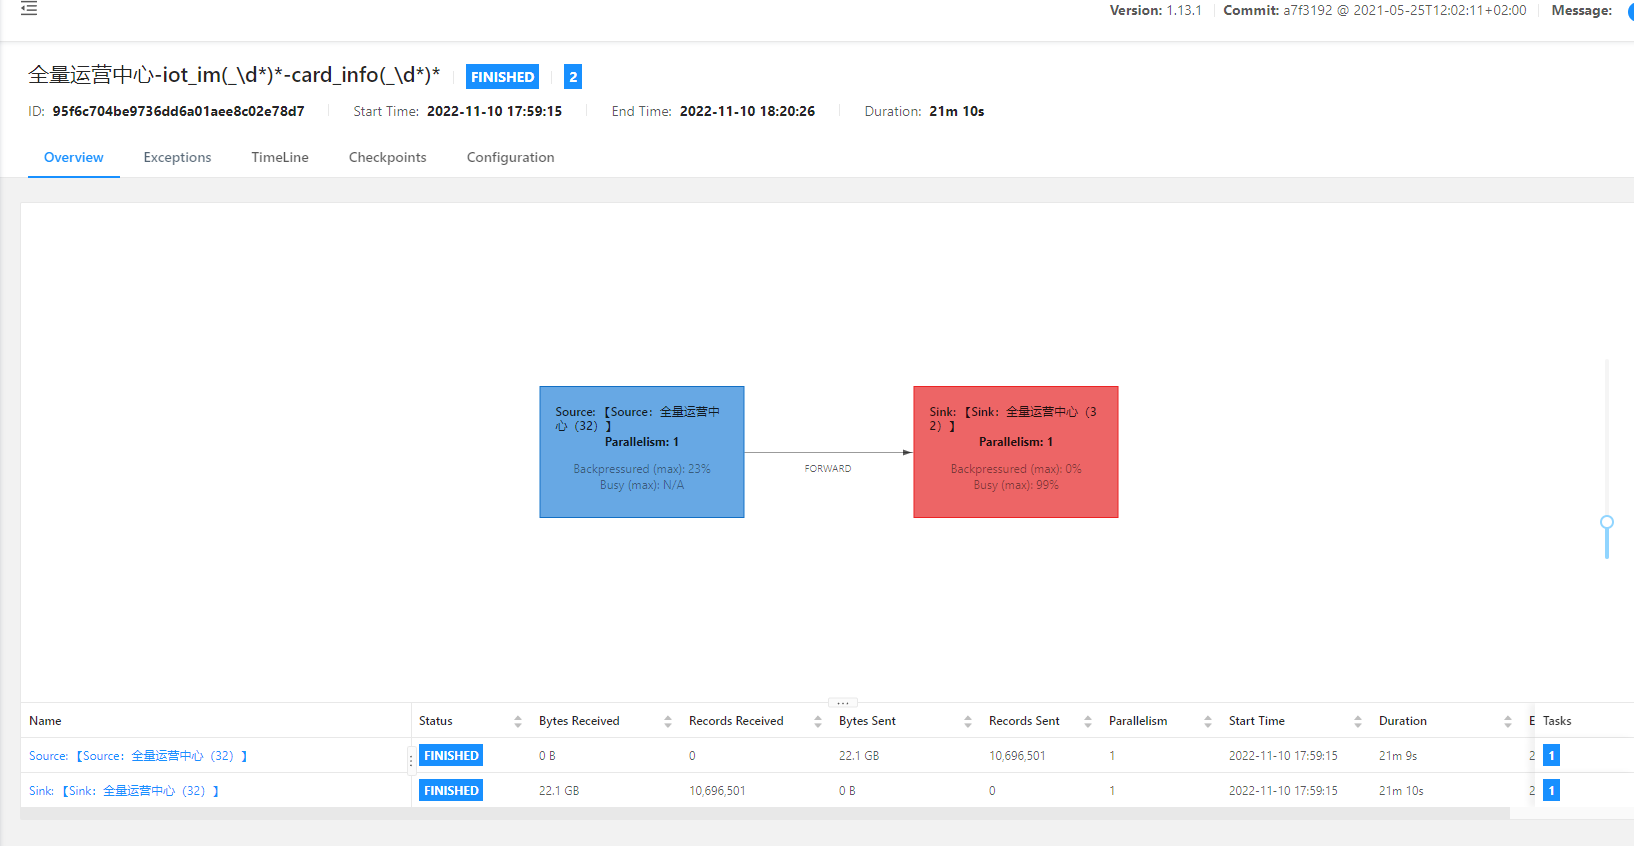 Version: 1.13.1 Commit: a7f3192 @ 2021-05-25T12:02:11+02:00 Message:
全量运营中心-iot_im(_\d*)*-card_info(_\d*)* FINISHED 2
ID: 95f6c704be9736dd6a01aee8c02e78d7 Start Time: 2022-11-10 17:59:15 End Time: 2022-11-10 18:20:26 Duration: 21m 10s
Overview Exceptions TimeLine Checkpoints Configuration
Source: 【Source：全量运营中
心（32）】
Parallelism: 1
Backpressured (max): 23%
Busy (max): N/A
FORWARD
Sink: 【Sink：全量运营中心（3
2）】
Parallelism: 1
Backpressured (max): 0%
Busy (max): 99%
Name Status Bytes Received Records Received Bytes Sent Records Sent Parallelism Start Time Duration E Tasks
Source: 【Source：全量运营中心（32）】 FINISHED 0 B 0 22.1 GB 10,696,501 1 2022-11-10 17:59:15 21m 9s 2 1
Sink: 【Sink：全量运营中心（32）】 FINISHED 22.1 GB 10,696,501 0 B 0 1 2022-11-10 17:59:15 21m 10s 2 1